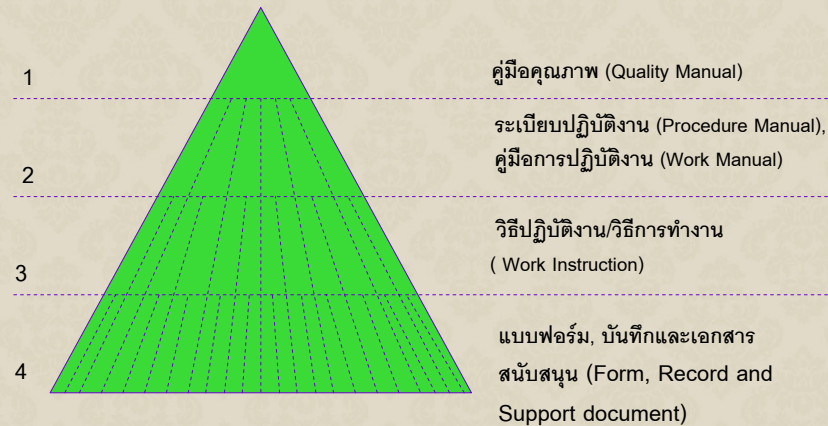 1
คู่มือคุณภาพ (Quality Manual)
ระเบียบปฏิบัติงาน (Procedure Manual),
คู่มือการปฏิบัติงาน (Work Manual)
2
วิธีปฏิบัติงาน/วิธีการทำงาน
( Work Instruction)
3
แบบฟอร์ม, บันทึกและเอกสาร
สนับสนุน (Form, Record and
Support document)
4